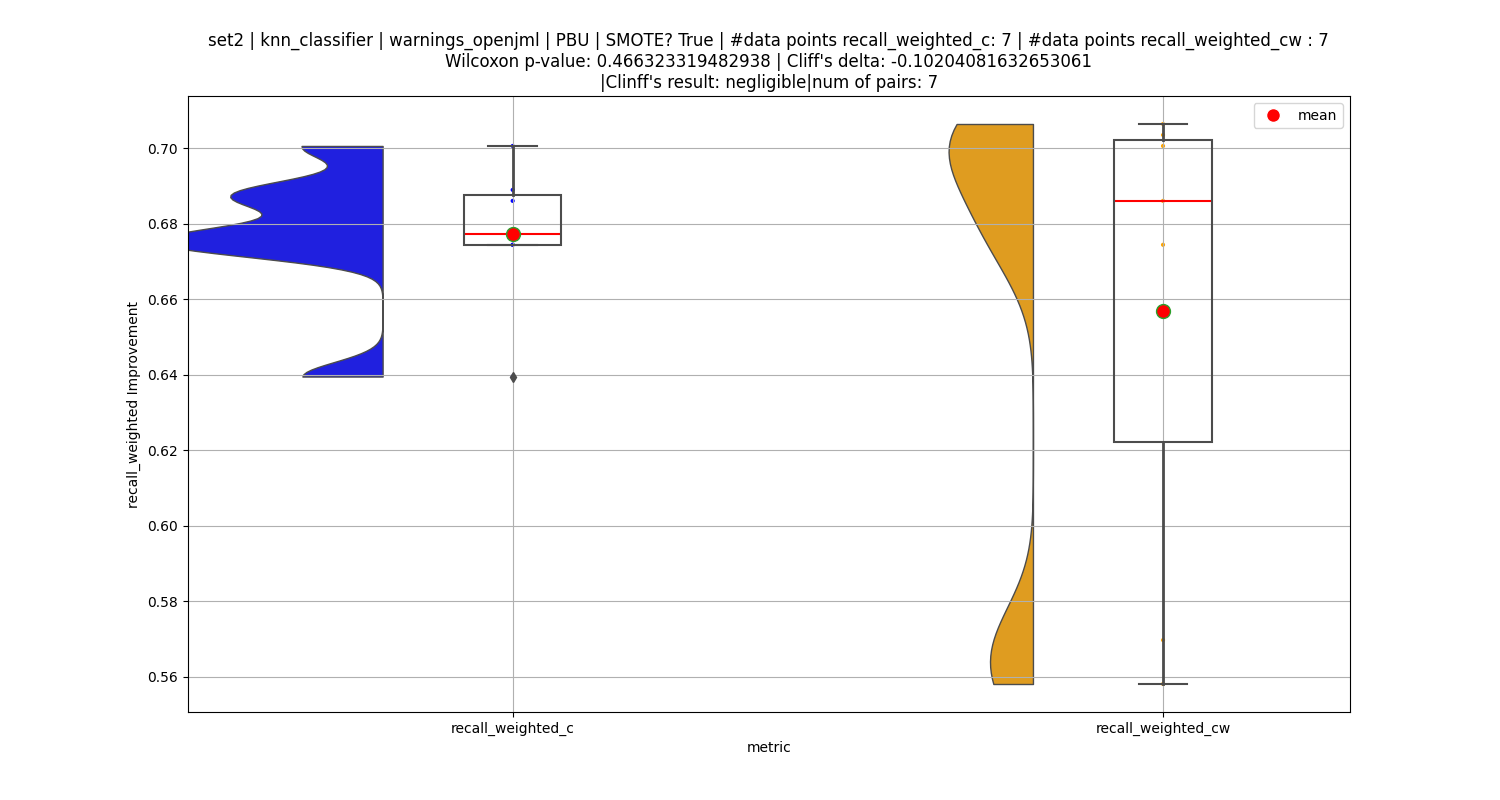 set2 | knn_classifier | warnings_openjml | PBU | SMOTE? True | #data points recall_weighted_c: 7 | #data points recall_weighted_cw : 7
Wilcoxon p-value: 0.466323319482938 | Cliff's delta: -0.10204081632653061
|Clinff's result: negligible|num of pairs: 7
mean
0.70
0.68
0.66
0.64
0.62
0.60
0.58
0.56
recall_weighted Improvement
recall_weighted_c
recall_weighted_cw
metric